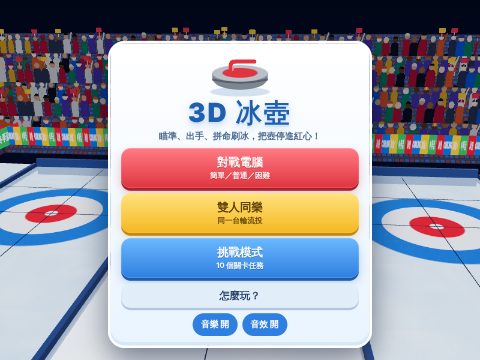 3D 冰壺
瞄準、出手、拼命刷冰，把壺停進紅心！
對戰電腦
簡單／普通／困難
雙人同樂
同一台輪流投
挑戰模式
10 個關卡任務
怎麼玩？
音樂 開
音效 開